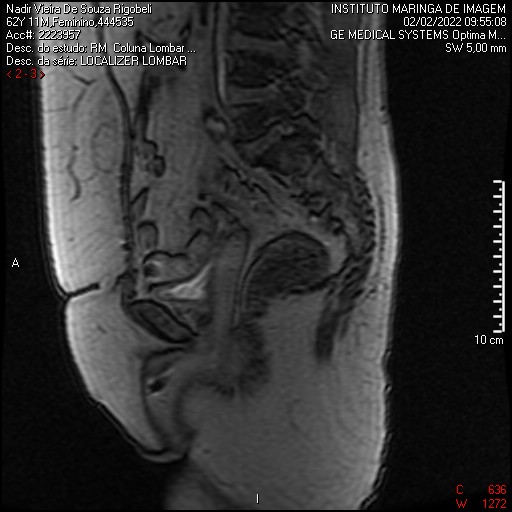 Nadir Vieira De Souza Rigobeli
62Y 11M,Feminino,444535
Acc#: 2223957
Desc. do estudo: RM Coluna Lombar ...
Desc. da série: LOCALIZER LOMBAR
< 2 - 3 >
INSTITUTO MARINGA DE IMAGEM
02/02/2022 09:55:08
GE MEDICAL SYSTEMS Optima M...
SW 5,00 mm
A
10 cm
I
C 636
W 1272